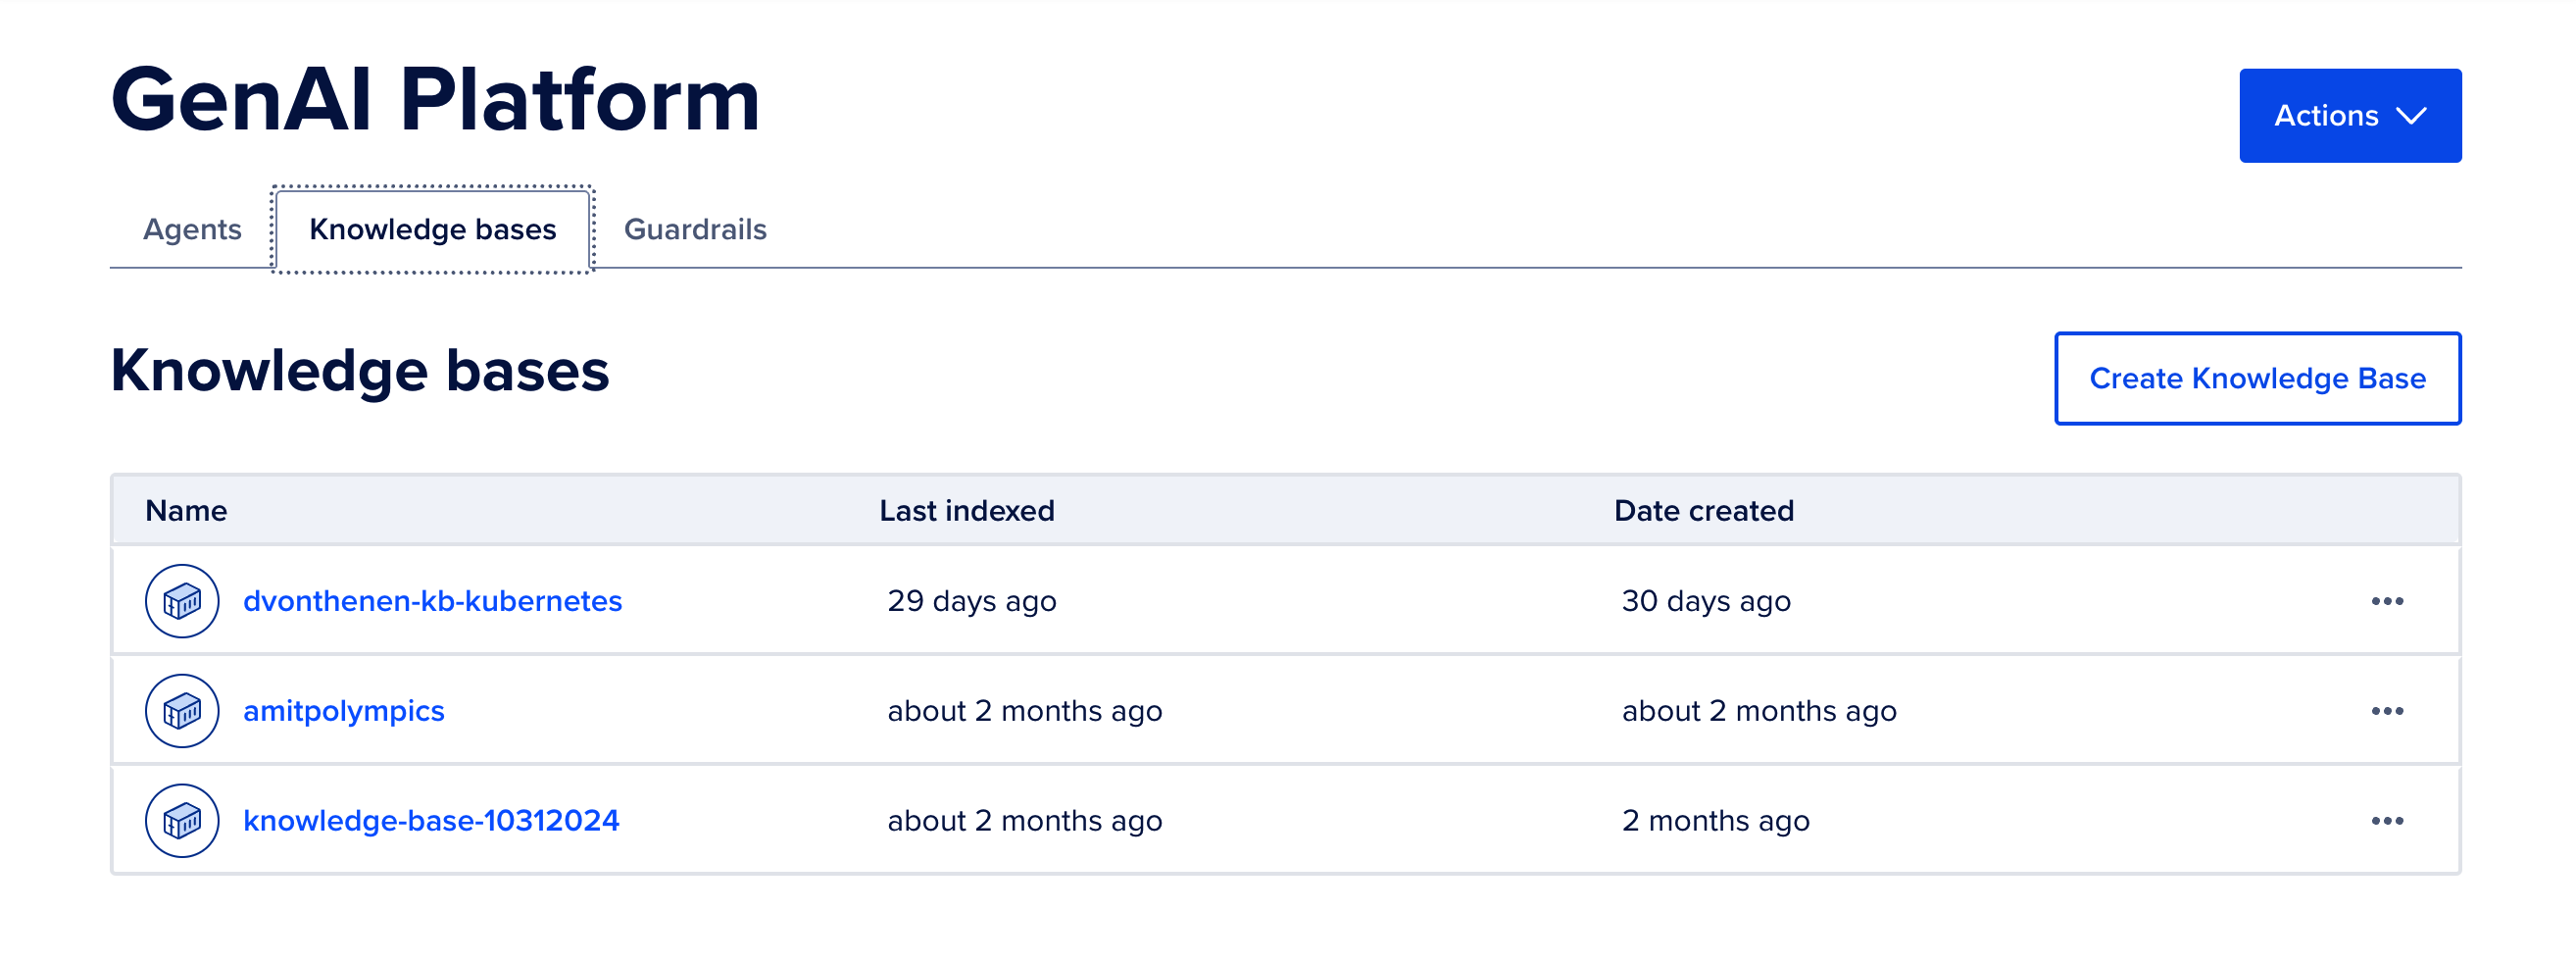 GenAI Platform
Actions
Agents Knowledge bases Guardrails
Knowledge bases
Create Knowledge Base
Name Last indexed Date created
dvonthenen-kb-kubernetes 29 days ago 30 days ago
amitpolympics about 2 months ago about 2 months ago
knowledge-base-10312024 about 2 months ago 2 months ago